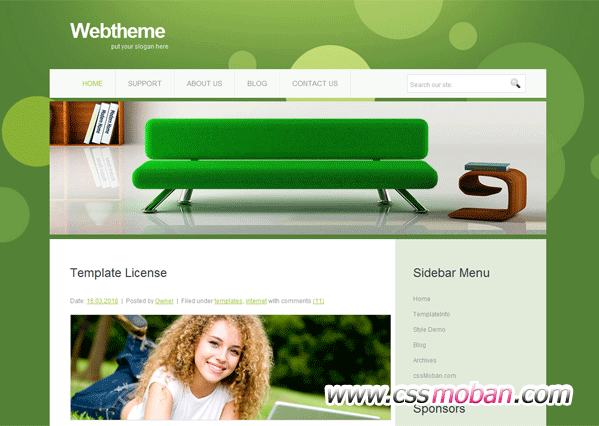 Webtheme
put your slogan here
HOME SUPPORT ABOUT US BLOG CONTACT US
Search our site
Template License
Date: 16.03.2016 | Posted by Owner | Filed under templates, internet with comments (11)
Sidebar Menu
Home
TemplateInfo
Style Demo
Blog
Archives
cssMoban.com
www.cssmoban.com
Sponsors